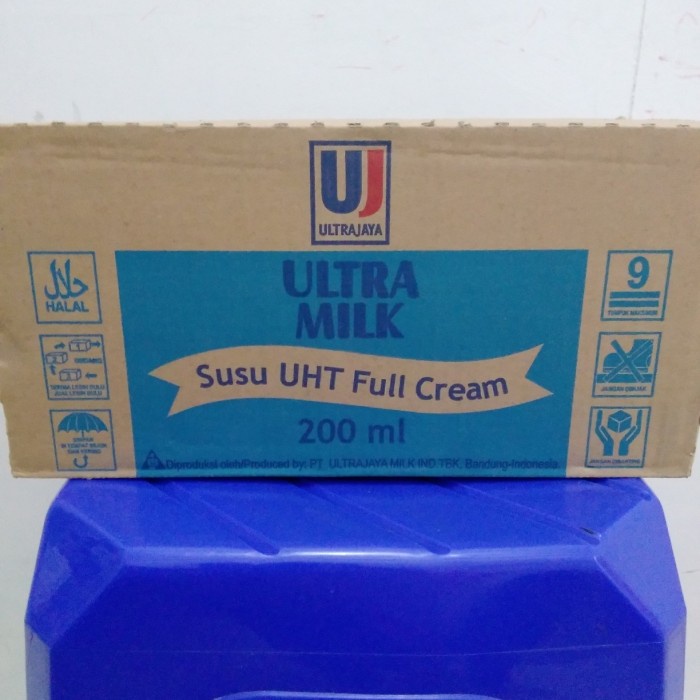 UJ
ULTRAJAYA
حلال
HALAL
ULTRA
MILK
Susu UHT Full Cream
200 ml
Diproduksi oleh/Produced by: PT. ULTRAJAYA MILK IND TBK, Bandung-Indonesia.
9